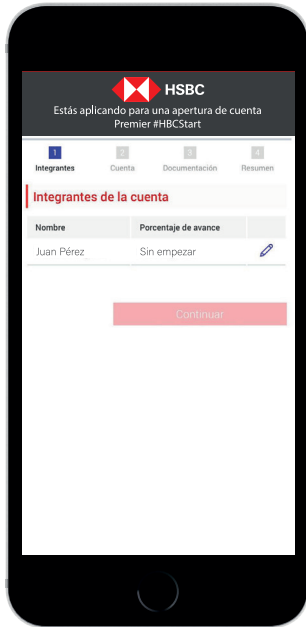 HSBC
Estás aplicando para una apertura de cuenta
Premier #HBCStart
1 2 3 4
Integrantes Cuenta Documentación Resumen
Integrantes de la cuenta
Nombre Porcentaje de avance
Juan Pérez Sin empezar
Continuar